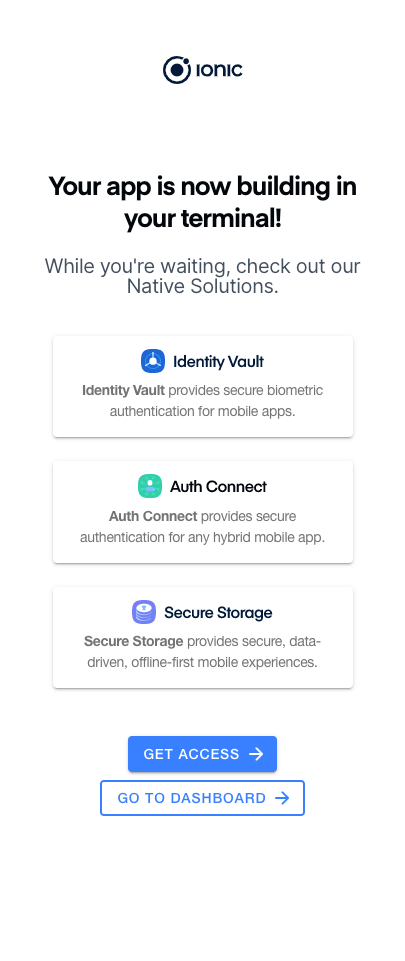 ionic
Your app is now building in
your terminal!
While you're waiting, check out our
Native Solutions.
Identity Vault
Identity Vault provides secure biometric
authentication for mobile apps.
Auth Connect
Auth Connect provides secure
authentication for any hybrid mobile app.
Secure Storage
Secure Storage provides secure, data-
driven, offline-first mobile experiences.
GET ACCESS
GO TO DASHBOARD